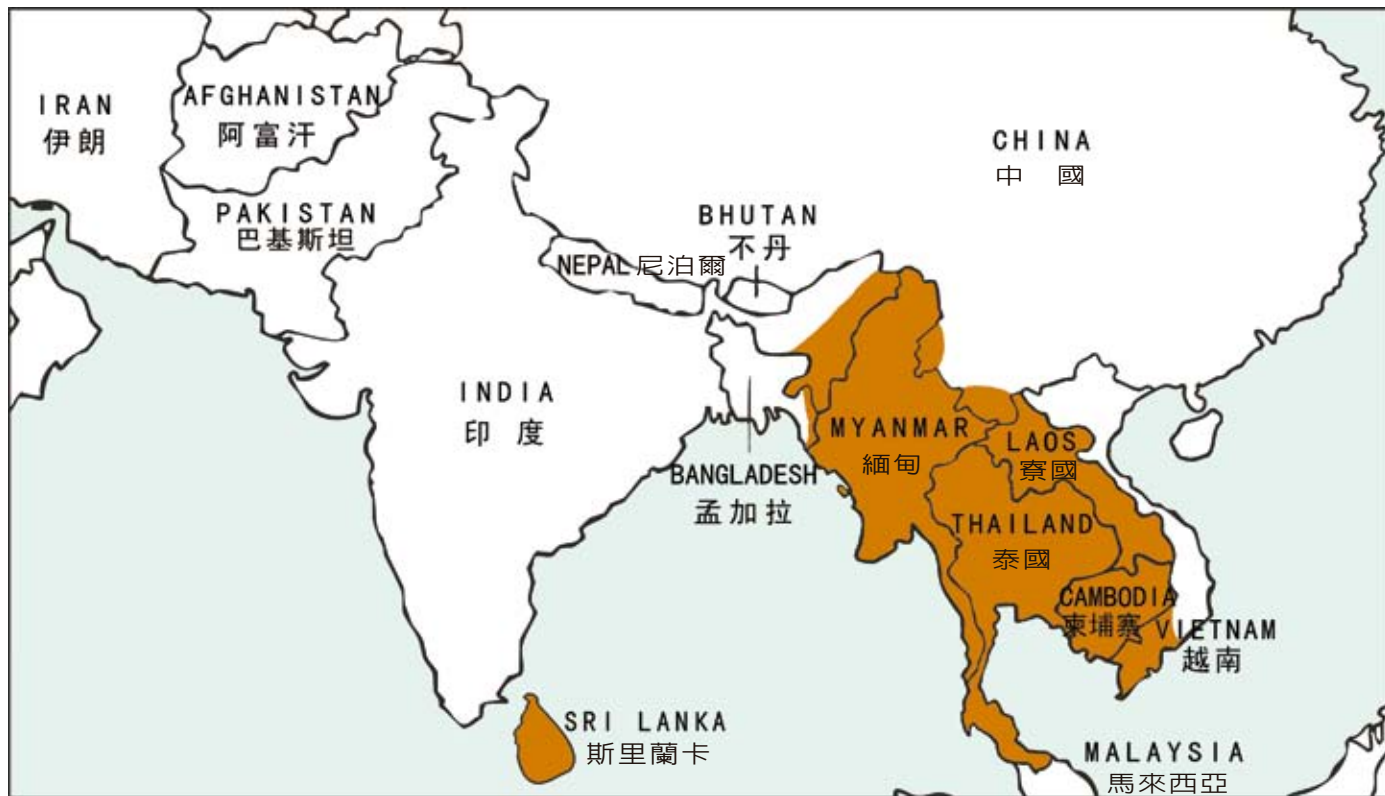 IRAN
伊朗
AFGHANISTAN
阿富汗
PAKISTAN
巴基斯坦
CHINA
中 國
BHUTAN
不丹
NEPAL 尼泊爾
INDIA
印 度
BANGLADESH
孟加拉
MYANMAR
緬甸
LAOS
寮國
THAILAND
泰國
CAMBODIA
柬埔寨
VIETNAM
越南
SRI LANKA
斯里蘭卡
MALAYSIA
馬來西亞